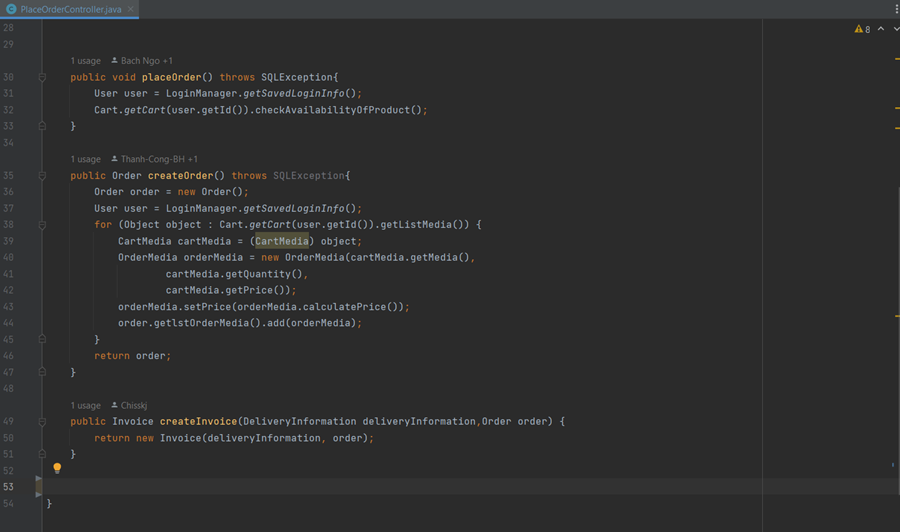 PlaceOrderController.java
8
28
29
1 usage Bach Ngo +1
30 public void placeOrder() throws SQLException{
31 User user = LoginManager.getSavedLoginInfo();
32 Cart.getCart(user.getId()).checkAvailabilityOfProduct();
33 }
34
1 usage Thanh-Cong-BH +1
35 public Order createOrder() throws SQLException{
36 Order order = new Order();
37 User user = LoginManager.getSavedLoginInfo();
38 for (Object object : Cart.getCart(user.getId()).getListMedia()) {
39 CartMedia cartMedia = (CartMedia) object;
40 OrderMedia orderMedia = new OrderMedia(cartMedia.getMedia(),
41 cartMedia.getQuantity(),
42 cartMedia.getPrice());
43 orderMedia.setPrice(orderMedia.calculatePrice());
44 order.getlstOrderMedia().add(orderMedia);
45 }
46 return order;
47 }
48
1 usage Chisskj
49 public Invoice createInvoice(DeliveryInformation deliveryInformation,Order order) {
50 return new Invoice(deliveryInformation, order);
51 }
52
53
54 }